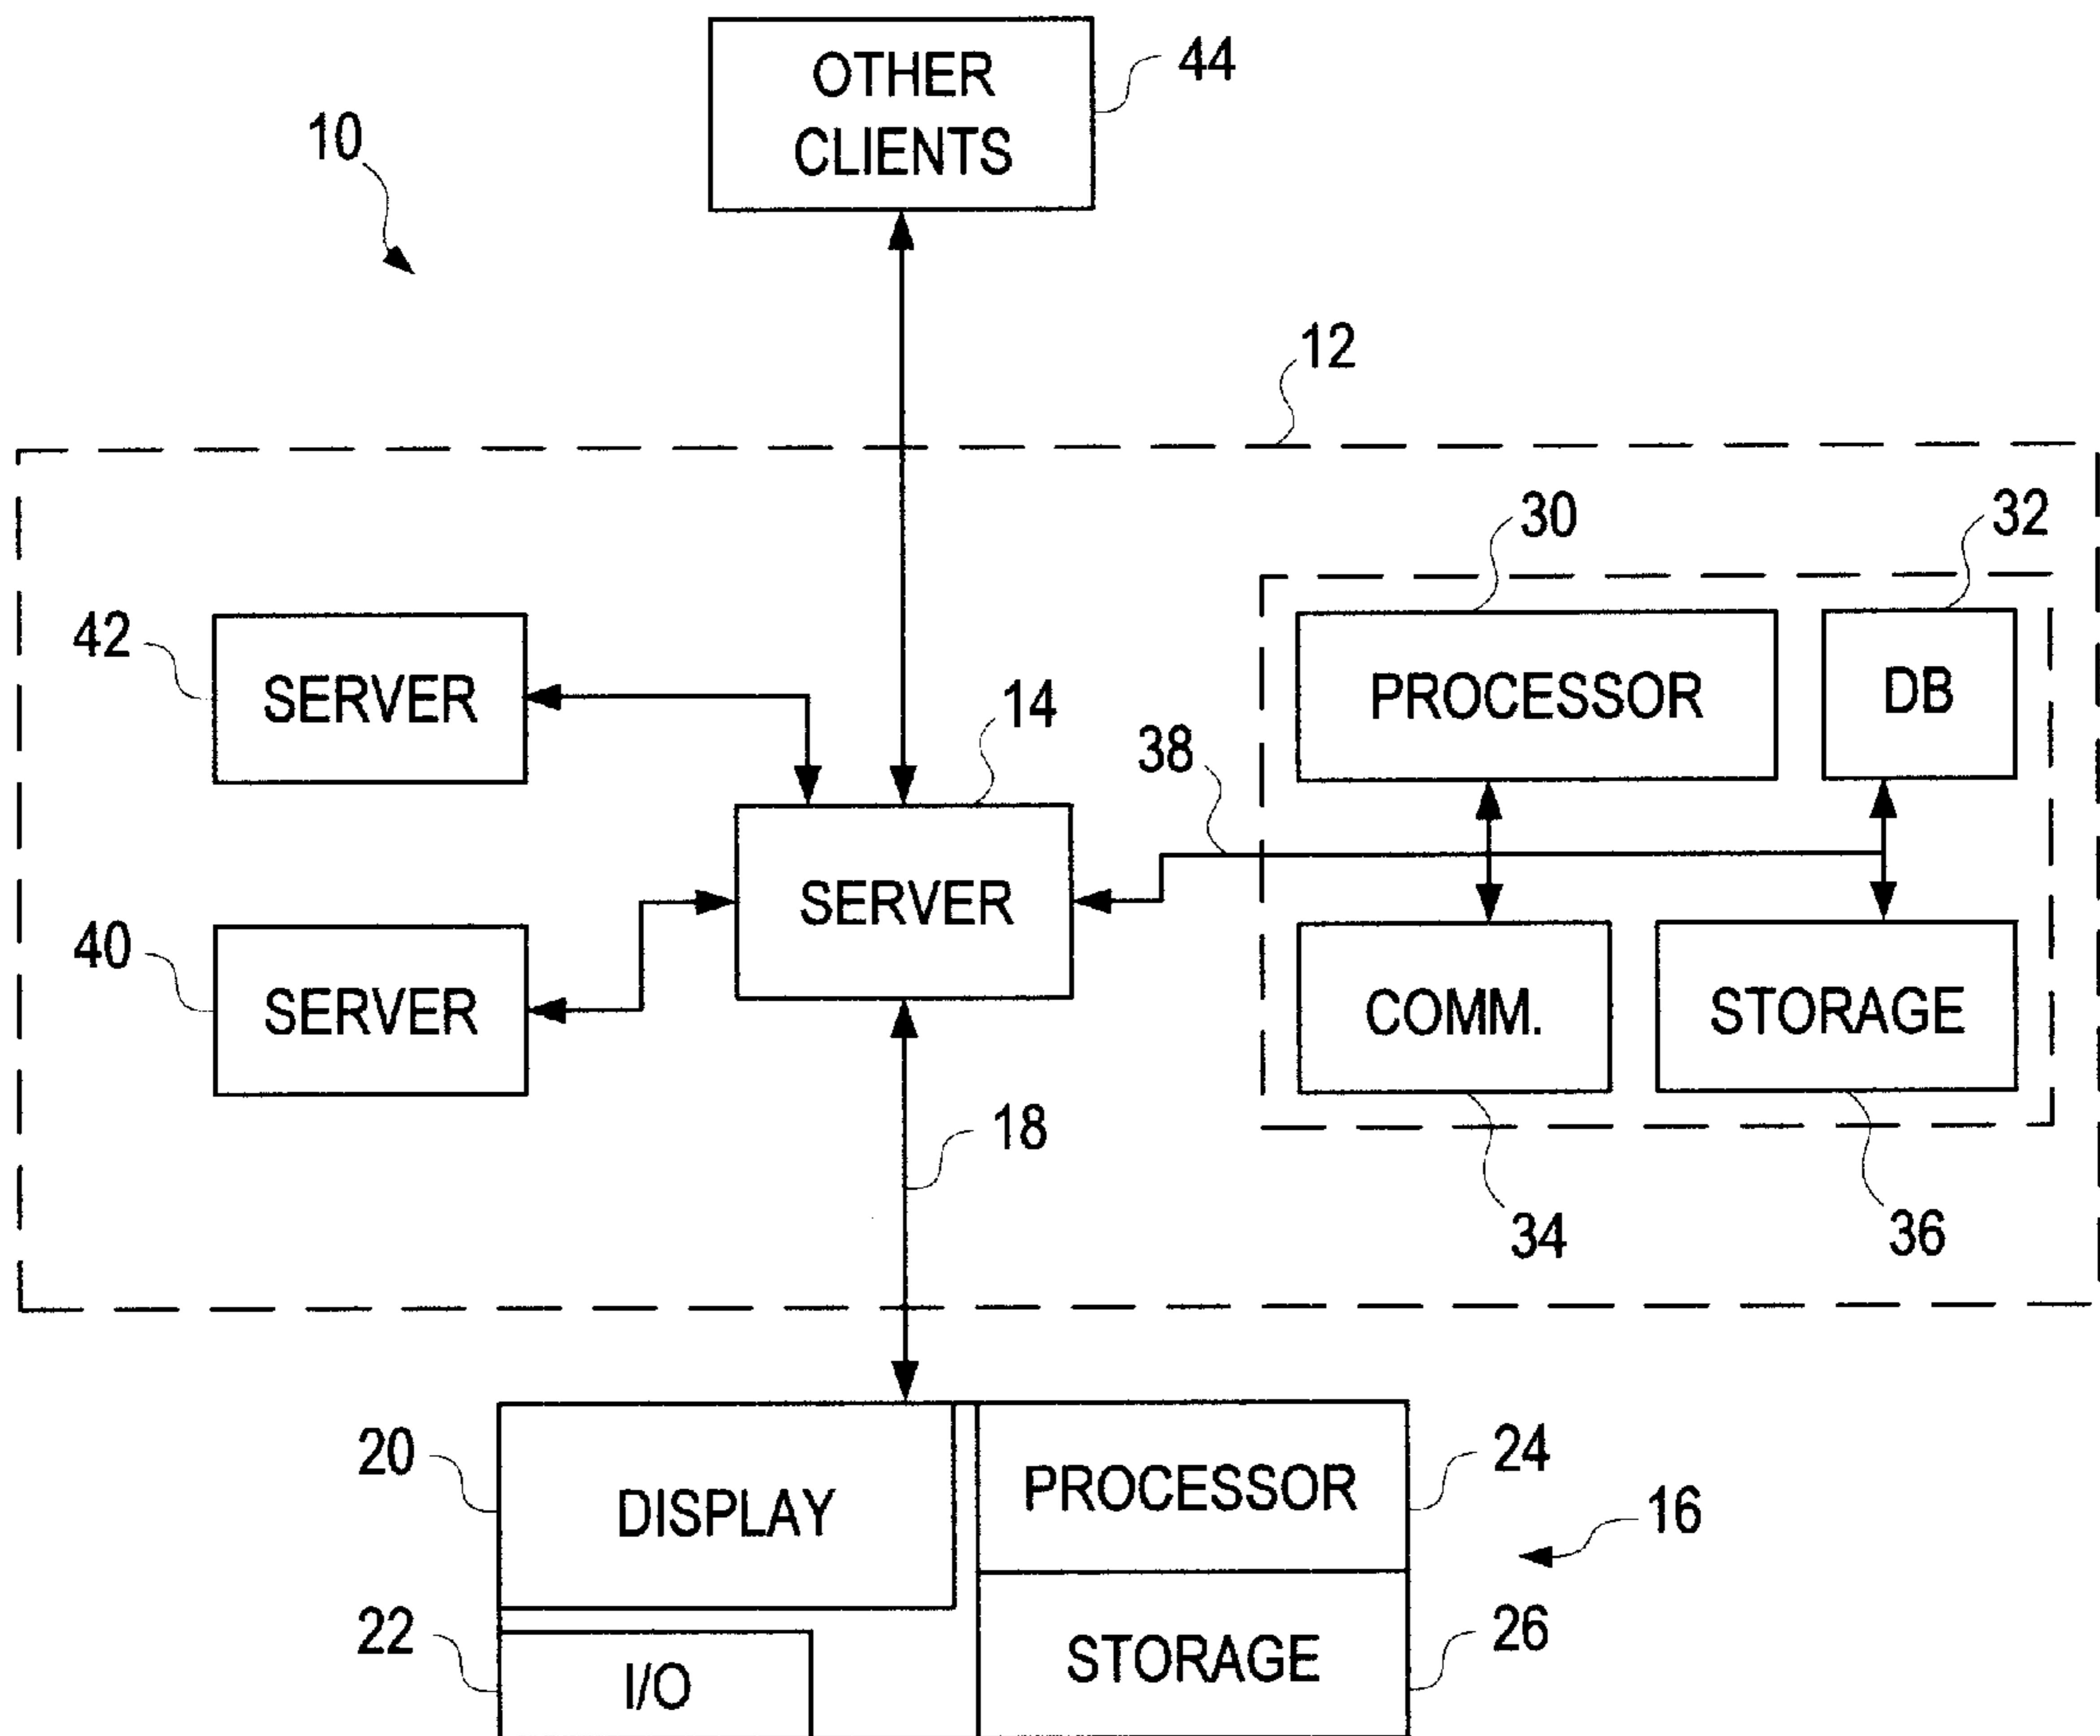 OTHER
CLIENTS
44
10
12
30
32
42
SERVER
PROCESSOR
DB
14
38
SERVER
40
SERVER
COMM.
STORAGE
18
34
36
20
DISPLAY
PROCESSOR
24
16
22
I/O
STORAGE
26